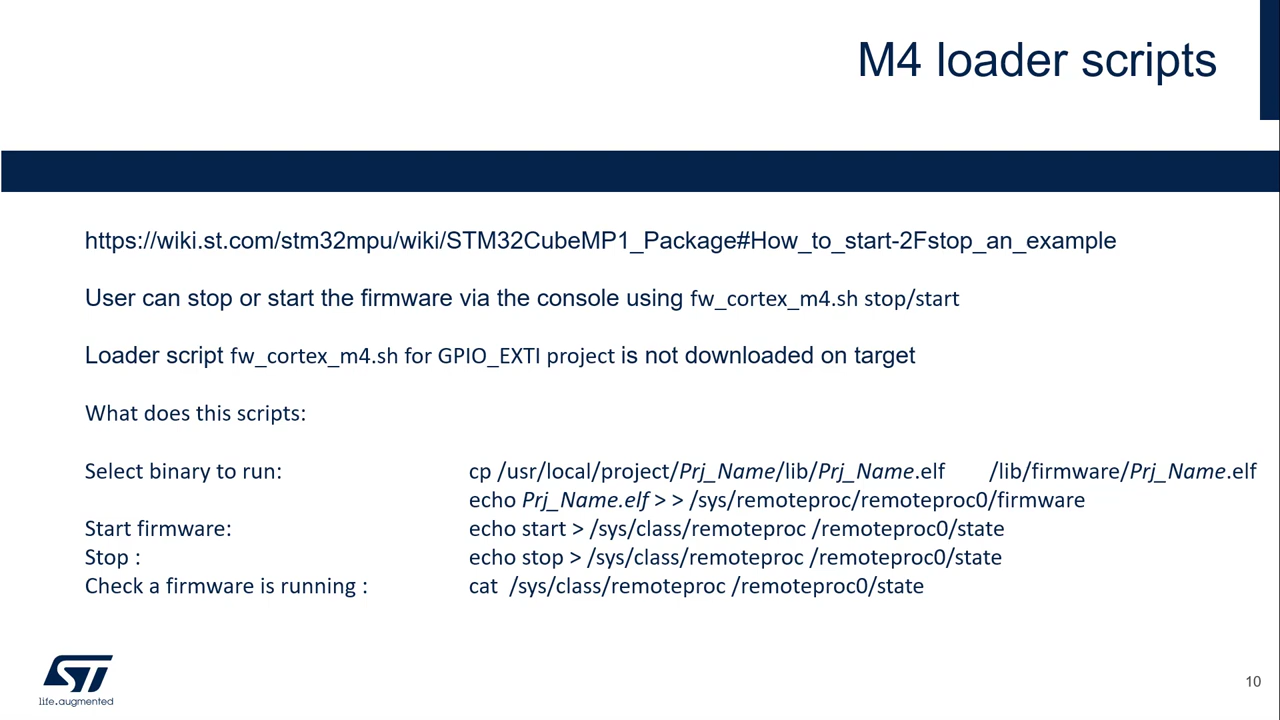 M4 loader scripts
https://wiki.st.com/stm32mpu/wiki/STM32CubeMP1_Package#How_to_start-2Fstop_an_example
User can stop or start the firmware via the console using fw_cortex_m4.sh stop/start
Loader script fw_cortex_m4.sh for GPIO_EXTI project is not downloaded on target
What does this scripts:
Select binary to run: cp /usr/local/project/Prj_Name/lib/Prj_Name.elf /lib/firmware/Prj_Name.elf
echo Prj_Name.elf > > /sys/remoteproc/remoteproc0/firmware
Start firmware: echo start > /sys/class/remoteproc /remoteproc0/state
Stop : echo stop > /sys/class/remoteproc /remoteproc0/state
Check a firmware is running : cat /sys/class/remoteproc /remoteproc0/state
ST
life.augmented
10